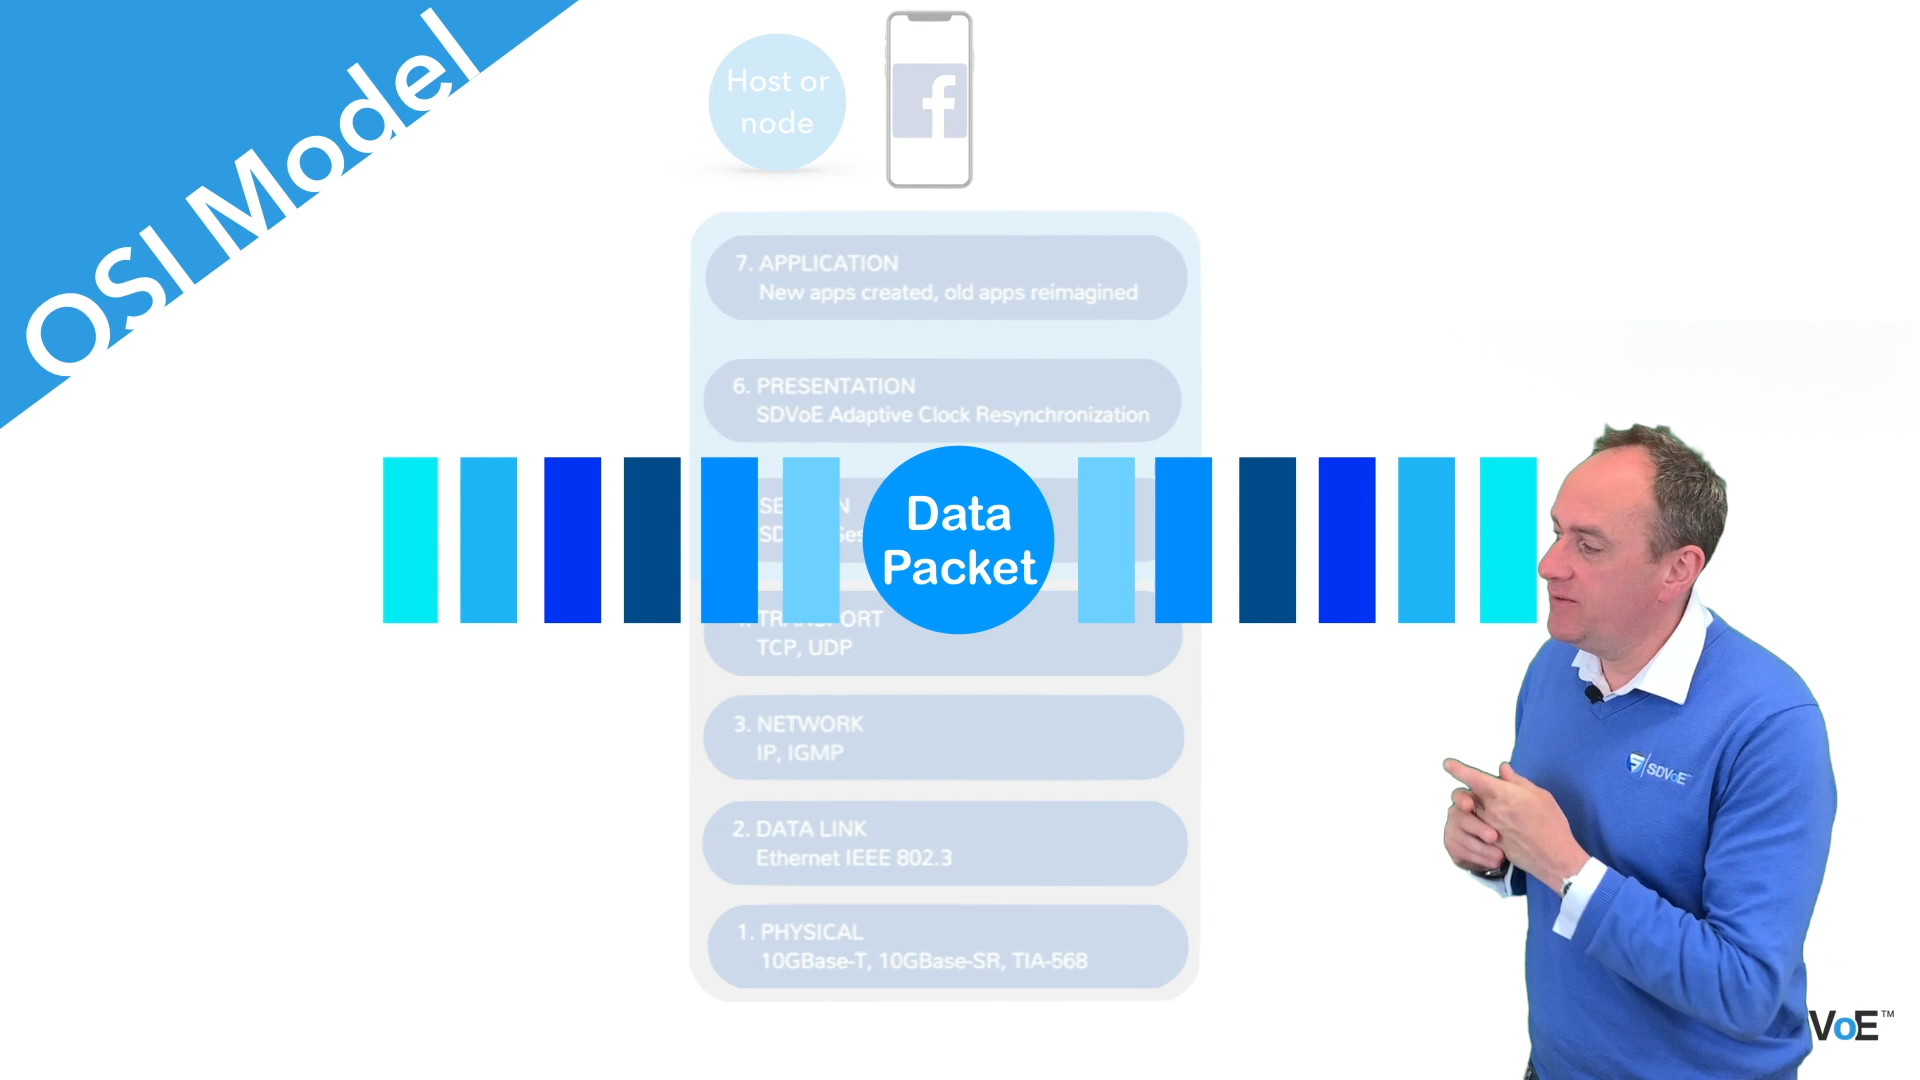 OSI Model
Host or
node
f
7. APPLICATION
New apps created, old apps reimagined
6. PRESENTATION
SDVoE Adaptive Clock Resynchronization
Data
Packet
TRANSPORT
TCP, UDP
3. NETWORK
IP, IGMP
2. DATA LINK
Ethernet IEEE 802.3
1. PHYSICAL
10GBase-T, 10GBase-SR, TIA-568
SDVoE
VoE™